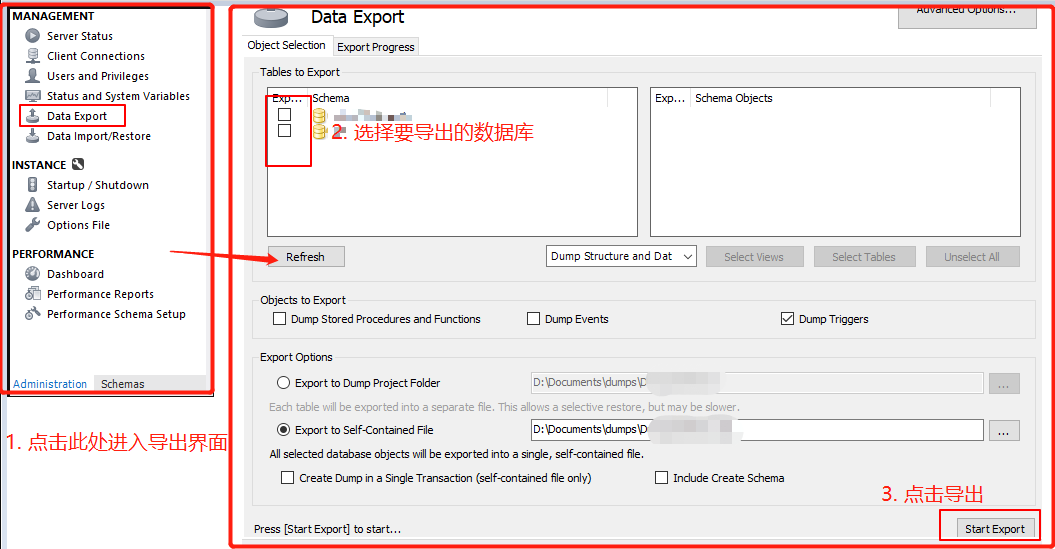 MANAGEMENT
Server Status
Client Connections
Users and Privileges
Status and System Variables
Data Export
Data Import/Restore
INSTANCE
Startup / Shutdown
Server Logs
Options File
PERFORMANCE
Dashboard
Performance Reports
Performance Schema Setup
Administration Schemas
1. 点击此处进入导出界面
Data Export
Advanced Options...
Object Selection Export Progress
Tables to Export
Exp... Schema
Exp... Schema Objects
2. 选择要导出的数据库
Refresh
Dump Structure and Dat
Select Views
Select Tables
Unselect All
Objects to Export
Dump Stored Procedures and Functions
Dump Events
Dump Triggers
Export Options
Export to Dump Project Folder
D:\Documents\dumps\D
...
Each table will be exported into a separate file. This allows a selective restore, but may be slower.
Export to Self-Contained File
D:\Documents\dumps\D
...
All selected database objects will be exported into a single, self-contained file.
Create Dump in a Single Transaction (self-contained file only)
Include Create Schema
3. 点击导出
Press [Start Export] to start...
Start Export